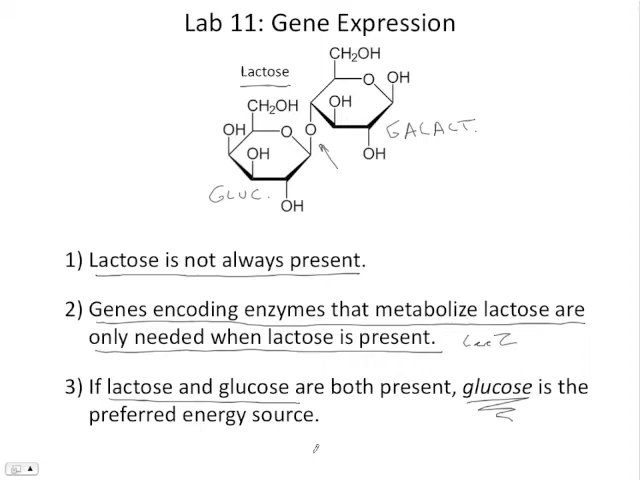 Lab 11: Gene Expression
CH₂OH
Lactose
O
OH
OH
CH₂OH
OH
O
O
GALACT.
OH
OH
GLUC.
OH
1) Lactose is not always present.
2) Genes encoding enzymes that metabolize lactose are
only needed when lactose is present.
LacZ
3) If lactose and glucose are both present, glucose is the
preferred energy source.